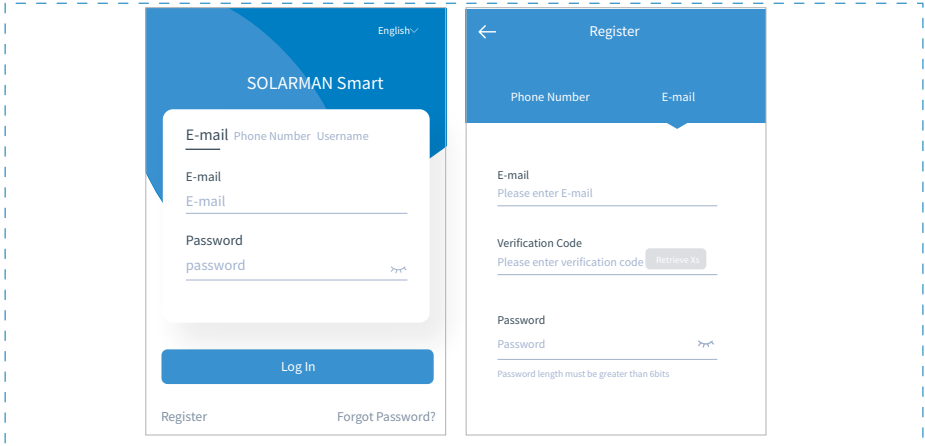 English
SOLARMAN Smart
E-mail Phone Number Username
E-mail
E-mail
Password
password
Log In
Register Forgot Password?
Register
Phone Number E-mail
E-mail
Please enter E-mail
Verification Code
Please enter verification code Retrieve Xs
Password
Password
Password length must be greater than 6bits